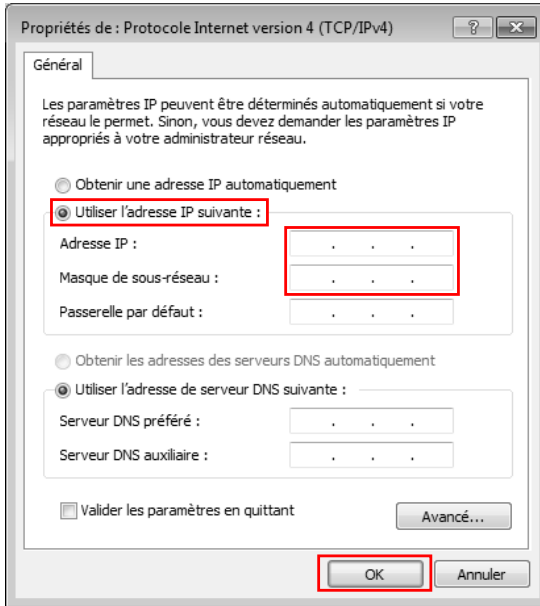 Propriétés de : Protocole Internet version 4 (TCP/IPv4)
?
Général
Les paramètres IP peuvent être déterminés automatiquement si votre
réseau le permet. Sinon, vous devez demander les paramètres IP
appropriés à votre administrateur réseau.
Obtenir une adresse IP automatiquement
Utiliser l'adresse IP suivante :
Adresse IP : . . .
Masque de sous-réseau : . . .
Passerelle par défaut : . . .
Obtenir les adresses des serveurs DNS automatiquement
Utiliser l'adresse de serveur DNS suivante :
Serveur DNS préféré : . . .
Serveur DNS auxiliaire : . . .
Valider les paramètres en quittant
Avancé...
OK
Annuler